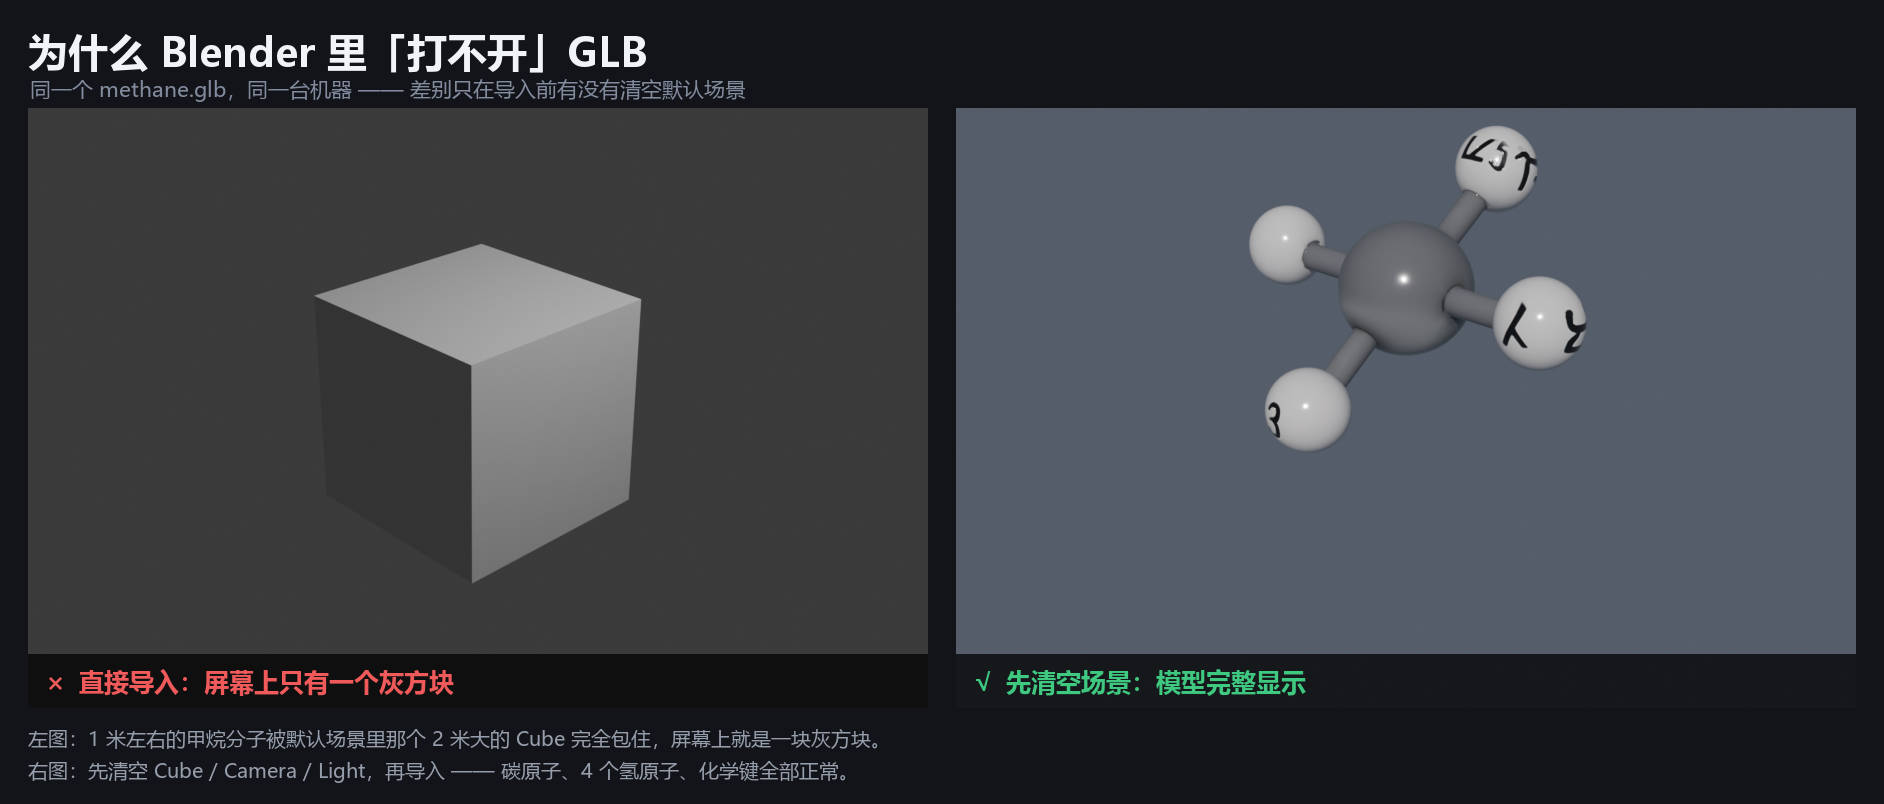 为什么 Blender 里「打不开」GLB
同一个 methane.glb，同一台机器 —— 差别只在导入前有没有清空默认场景
× 直接导入：屏幕上只有一个灰方块
√ 先清空场景：模型完整显示
左图：1 米左右的甲烷分子被默认场景里那个 2 米大的 Cube 完全包住，屏幕上就是一块灰方块。
右图：先清空 Cube / Camera / Light，再导入 —— 碳原子、4 个氢原子、化学键全部正常。